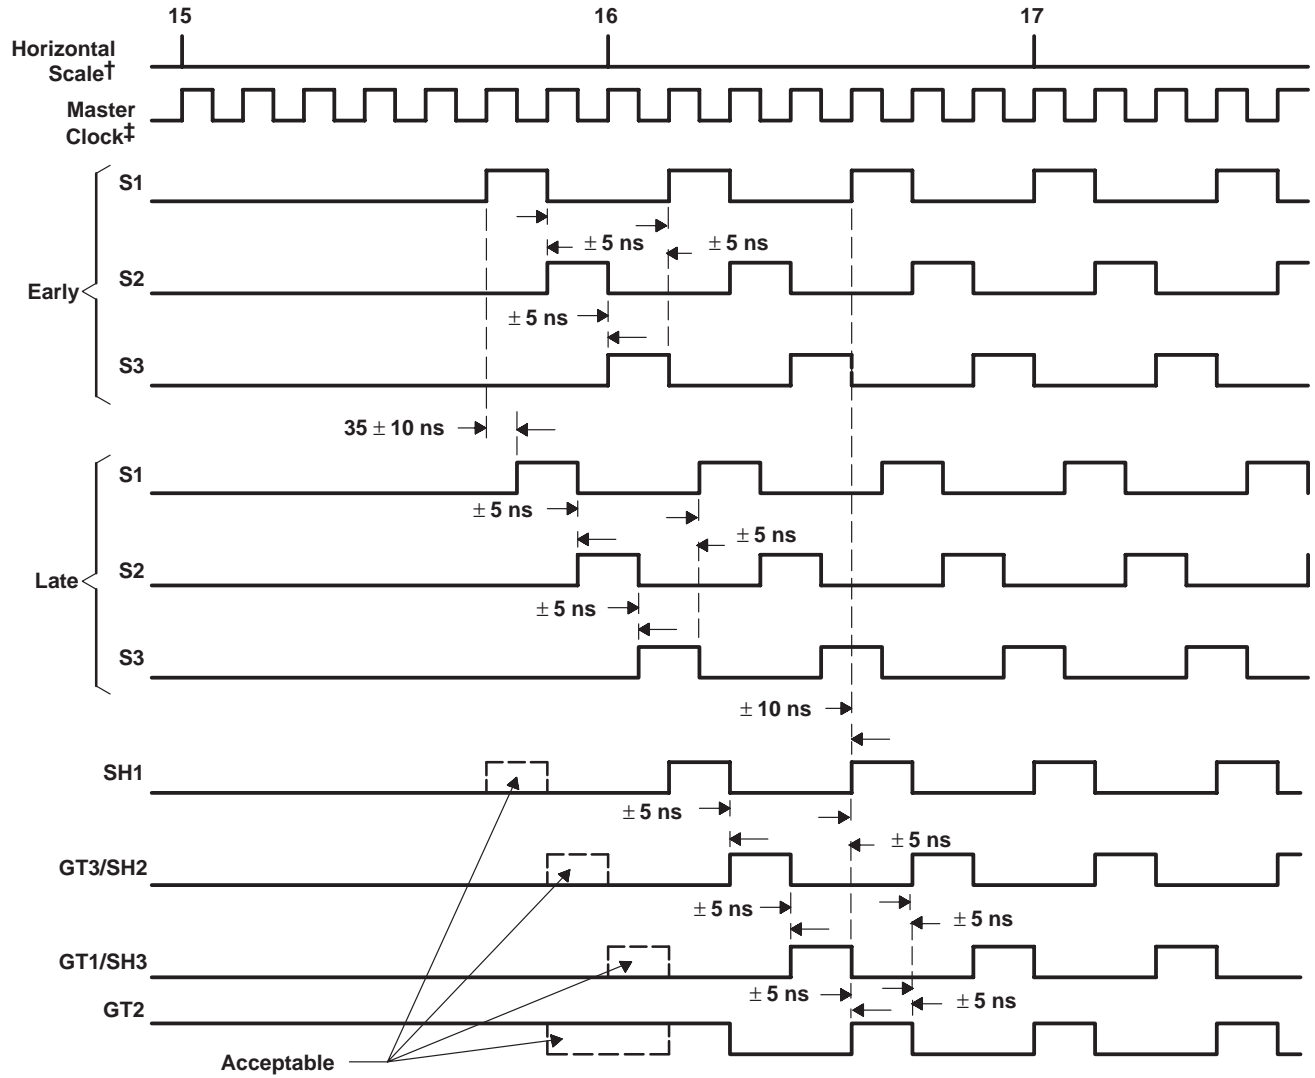 15 16 17
Horizontal
Scale†
Master
Clock‡
S1
± 5 ns ± 5 ns
S2
Early
± 5 ns
S3
35 ± 10 ns
S1
± 5 ns
± 5 ns
S2
Late
± 5 ns
S3
± 10 ns
SH1
± 5 ns
± 5 ns
GT3/SH2
± 5 ns
± 5 ns
GT1/SH3
± 5 ns
± 5 ns
GT2
Acceptable